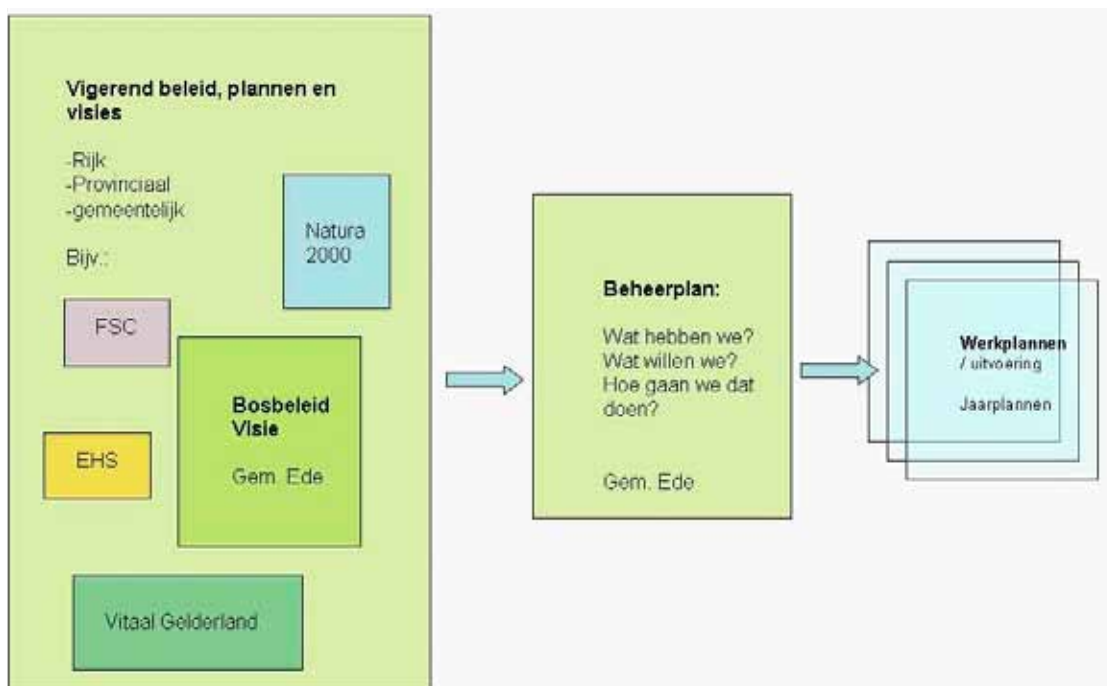 Vigerend beleid, plannen en
visies
-Rijk
-Provinciaal
-gemeentelijk
Bijv.:
Natura
2000
FSC
Bosbeleid
Visie
Gem. Ede
EHS
Vitaal Gelderland
Beheerplan:
Wat hebben we?
Wat willen we?
Hoe gaan we dat
doen?
Gem. Ede
Werkplannen
/ uitvoering
Jaarplannen